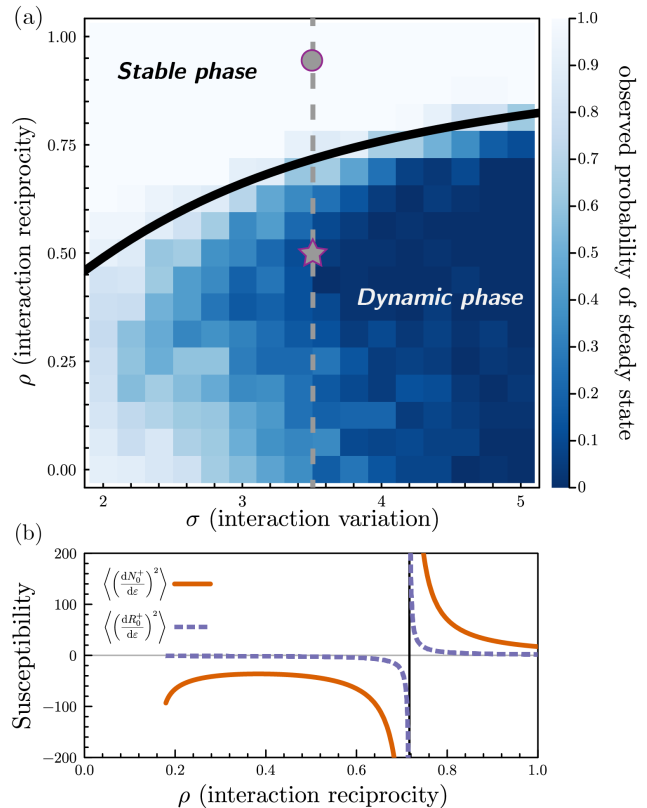 (a)
Stable phase
Dynamic phase
1.00
0.75
0.50
0.25
0.00
ρ (interaction reciprocity)
2 3 4 5
σ (interaction variation)
1.0
0.9
0.8
0.7
0.6
0.5
0.4
0.3
0.2
0.1
0
observed probability of steady state
(b)
200
100
0
−100
−200
Susceptibility
⟨(dN₀⁺/dε)²⟩
⟨(dR₀⁺/dε)²⟩
0.0 0.2 0.4 0.6 0.8 1.0
ρ (interaction reciprocity)